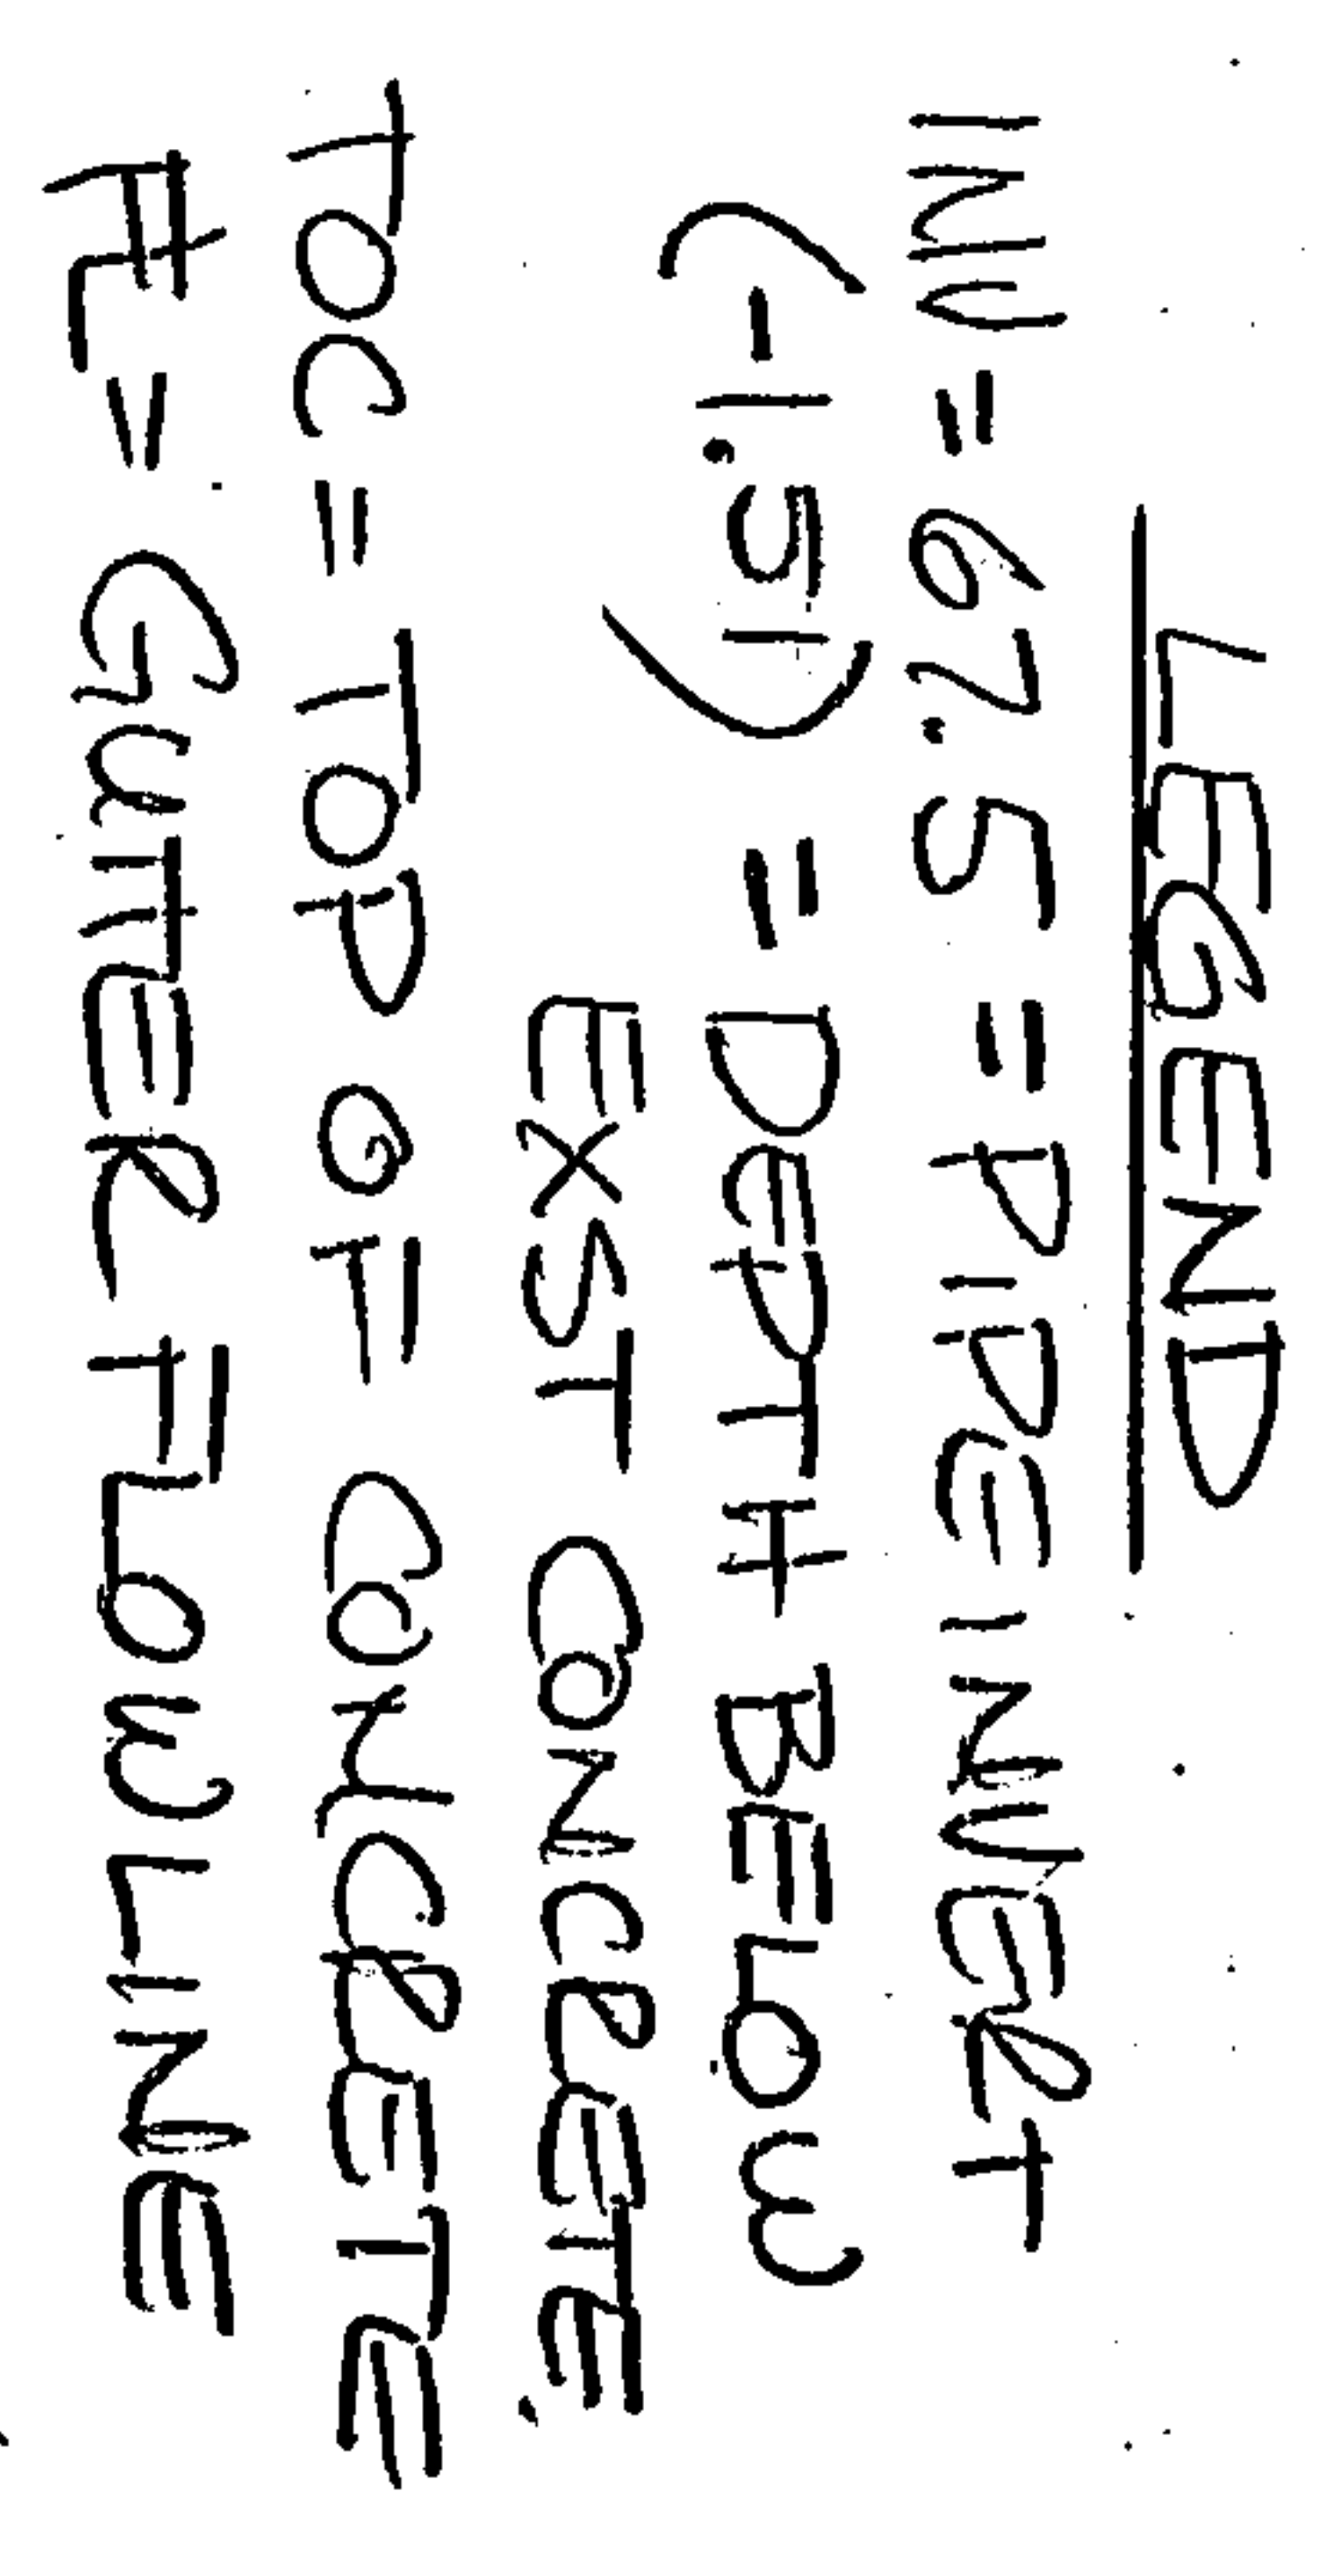 LEGEND
INV = 67.5 = PIPE INVERT
(-1.51) = DEPTH BELOW
EXST CONCRETE.
TOC = TOP OF CONCRETE
FL = GUTTER FLOWLINE